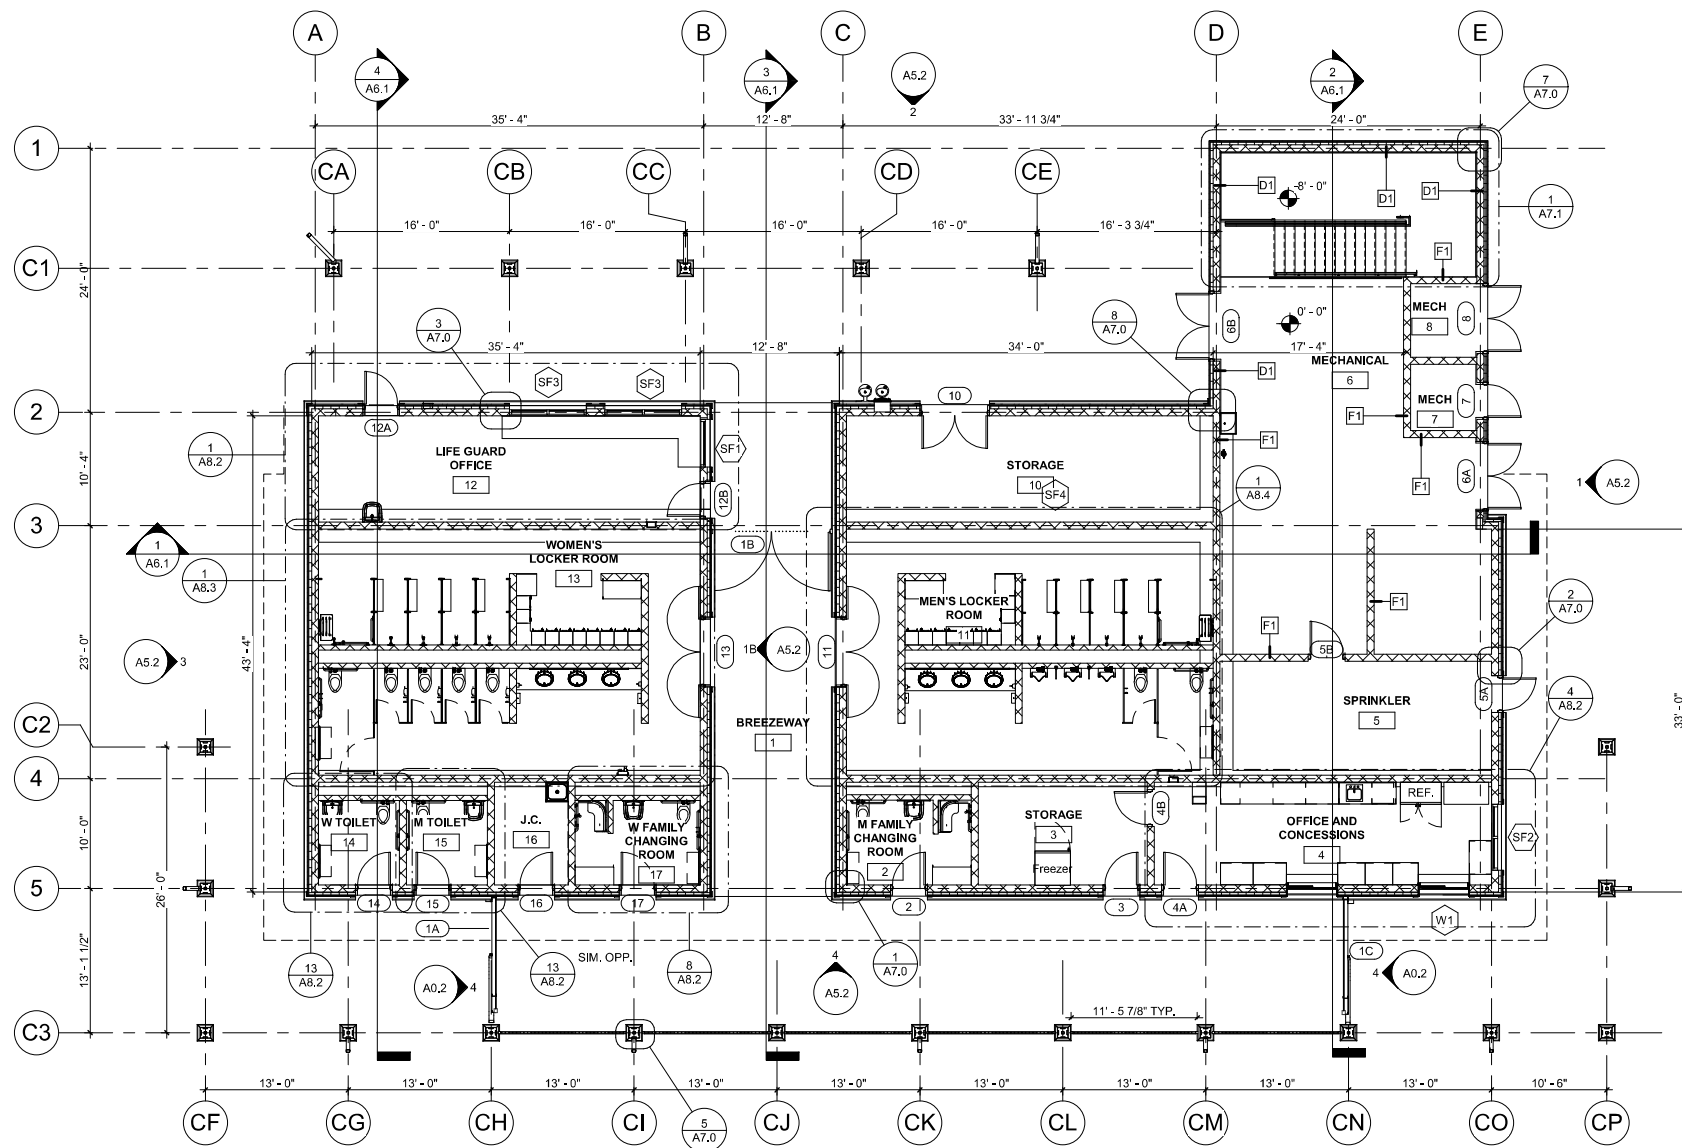 A
B
C
D
E
4
A6.1
3
A6.1
A5.2
2
2
A6.1
7
A7.0
35' - 4"
12' - 8"
33' - 11 3/4"
24' - 0"
1
CA
CB
CC
CD
CE
D1
-8' - 0"
D1
D1
1
A7.1
16' - 0"
16' - 0"
16' - 0"
16' - 0"
16' - 3 3/4"
C1
24' - 0"
F1
MECH
8
8
3
A7.0
8
A7.0
6B
0' - 0"
35' - 4"
12' - 8"
34' - 0"
17' - 4"
MECHANICAL
6
D1
SF3
SF3
2
10
MECH
7
7
F1
12A
SF1
F1
F1
1
A8.2
LIFE GUARD
OFFICE
12
12B
STORAGE
10
SF4
1
A8.4
6A
1
A5.2
10' - 4"
3
1
A6.1
1
A8.3
WOMEN'S
LOCKER ROOM
13
1B
MEN'S LOCKER
ROOM
11
F1
F1
2
A7.0
A5.2
3
23' - 0"
43' - 4"
13
1B
A5.2
11
5B
5A
4
A8.2
SPRINKLER
5
33' - 0"
C2
BREEZEWAY
1
4
10' - 0"
W TOILET
14
M TOILET
15
J.C.
16
W FAMILY
CHANGING
ROOM
17
M FAMILY
CHANGING
ROOM
2
STORAGE
3
Freezer
4B
REF.
OFFICE AND
CONCESSIONS
4
SF2
5
26' - 0"
14
15
16
17
2
3
4A
W1
1A
1C
13' - 1 1/2"
13
A8.2
A0.2
4
13
A8.2
SIM. OPP.
8
A8.2
4
A5.2
1
A7.0
4
A0.2
C3
11' - 5 7/8" TYP.
13' - 0"
13' - 0"
13' - 0"
13' - 0"
13' - 0"
13' - 0"
13' - 0"
13' - 0"
13' - 0"
10' - 6"
CF
CG
CH
CI
5
A7.0
CJ
CK
CL
CM
CN
CO
CP